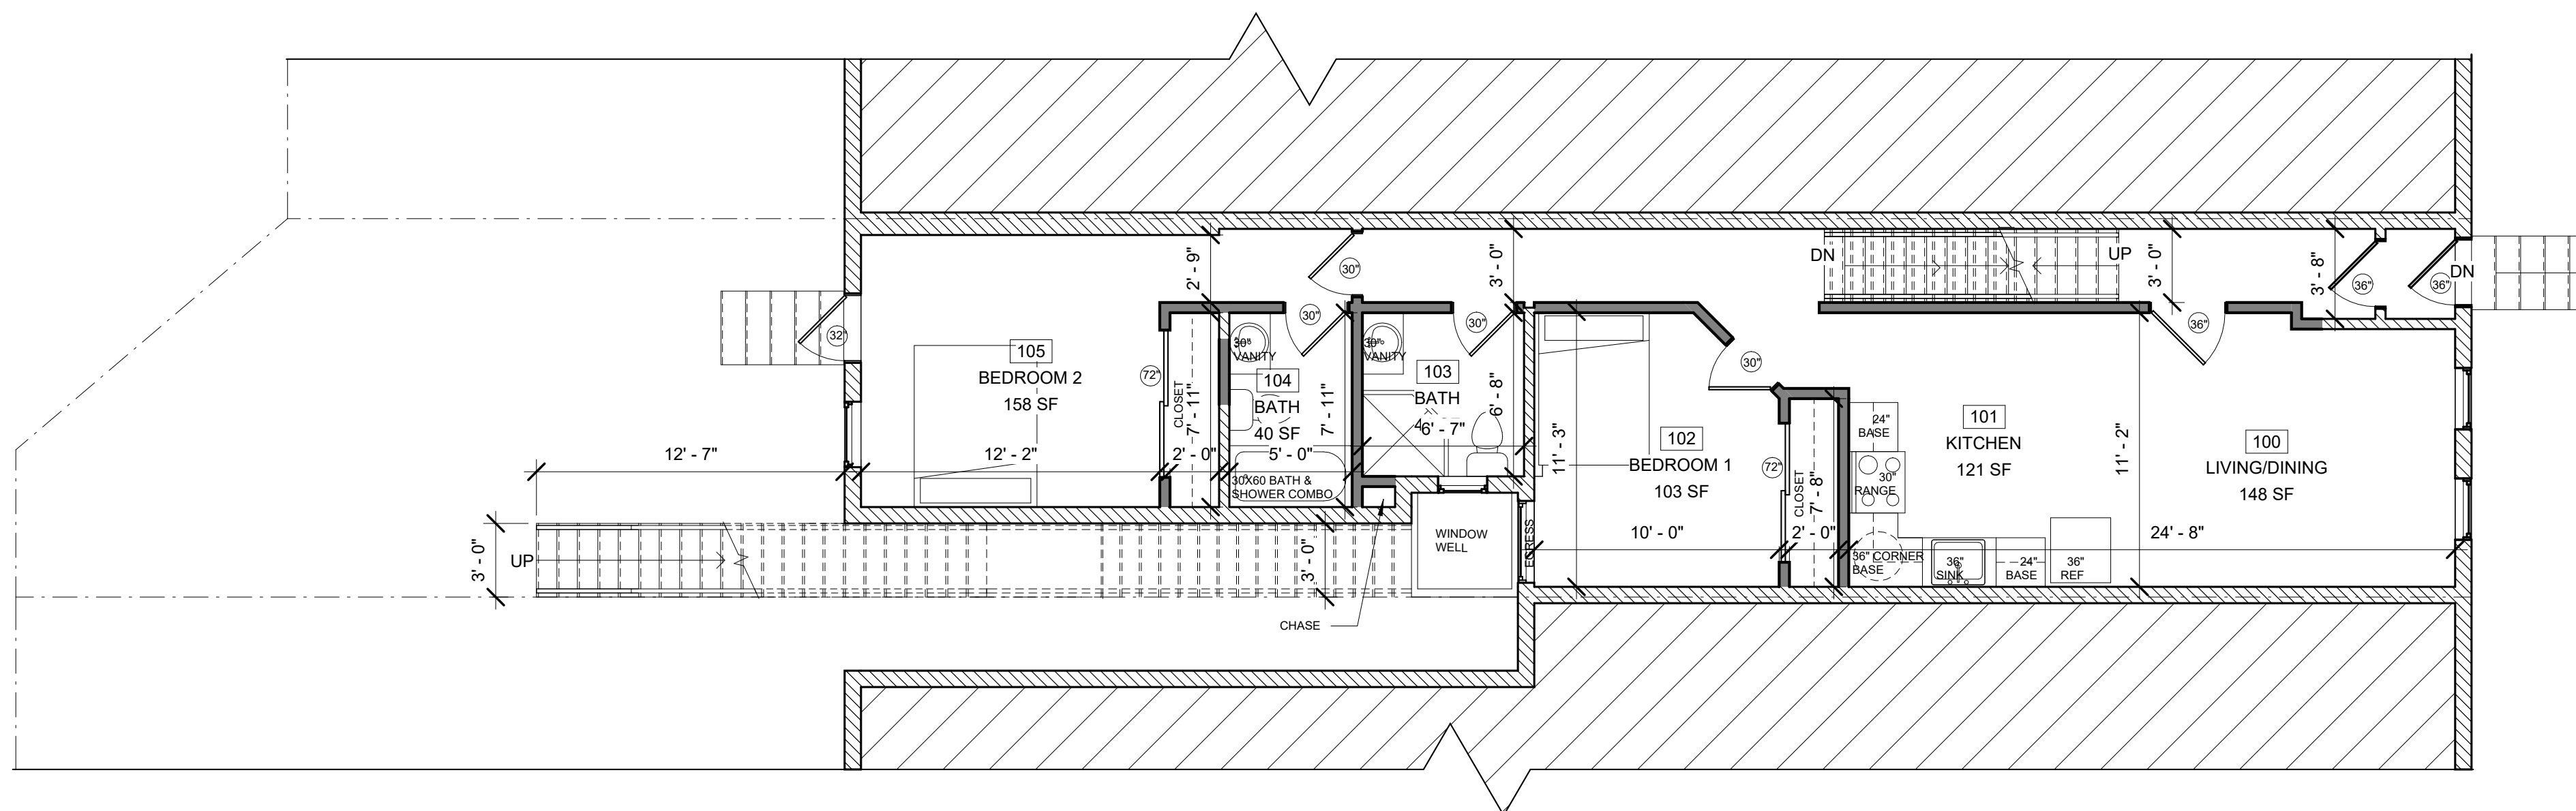 105
BEDROOM 2
158 SF
12' - 7"
12' - 2"
2' - 0"
5' - 0"
2' - 9"
7' - 11"
CLOSET
72"
32"
30"
30"
VANITY
104
BATH
40 SF
7' - 11"
30X60 BATH &
SHOWER COMBO
30"
30"
VANITY
103
BATH
6' - 7"
6' - 8"
30"
3' - 0"
3' - 0"
UP
3' - 0"
CHASE
WINDOW
WELL
EGRESS
11' - 3"
102
BEDROOM 1
103 SF
10' - 0"
30"
72"
CLOSET
7' - 8"
2' - 0"
DN
UP
3' - 0"
3' - 8"
36"
36"
36"
DN
24"
BASE
30"
RANGE
36" CORNER
BASE
36"
SINK
24"
BASE
36"
REF
101
KITCHEN
121 SF
11' - 2"
100
LIVING/DINING
148 SF
24' - 8"